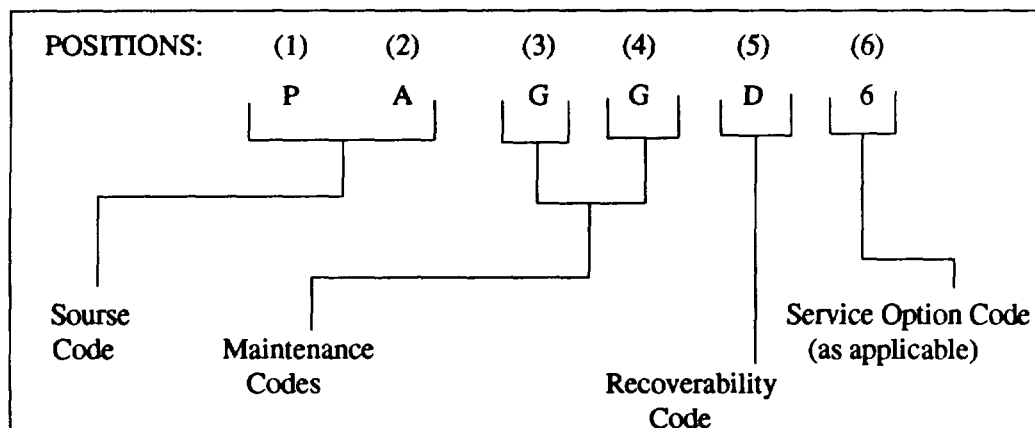 POSITIONS: (1) (2) (3) (4) (5) (6)
P A G G D 6
Sourse
Code
Maintenance
Codes
Recoverability
Code
Service Option Code
(as applicable)